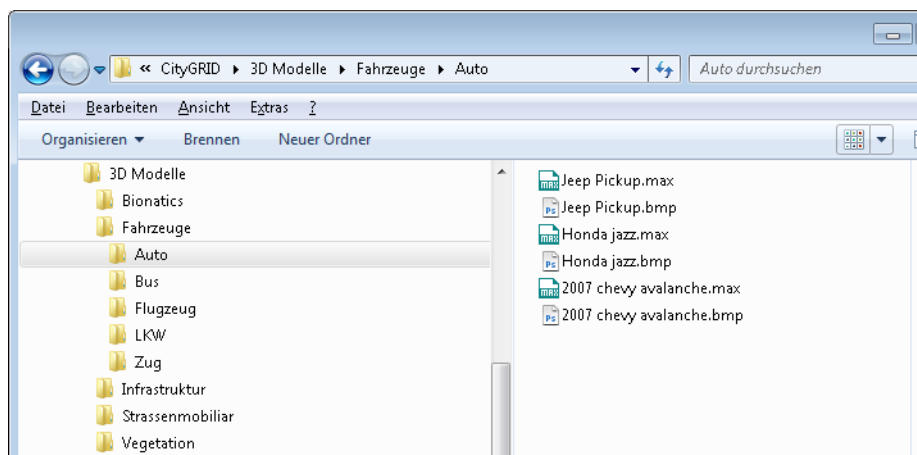 « CityGRID ▸ 3D Modelle ▸ Fahrzeuge ▸ Auto
Auto durchsuchen
Datei Bearbeiten Ansicht Extras ?
Organisieren Brennen Neuer Ordner
3D Modelle
Bionatics
Fahrzeuge
Auto
Bus
Flugzeug
LKW
Zug
Infrastruktur
Strassenmobiliar
Vegetation
Jeep Pickup.max
Jeep Pickup.bmp
Honda jazz.max
Honda jazz.bmp
2007 chevy avalanche.max
2007 chevy avalanche.bmp